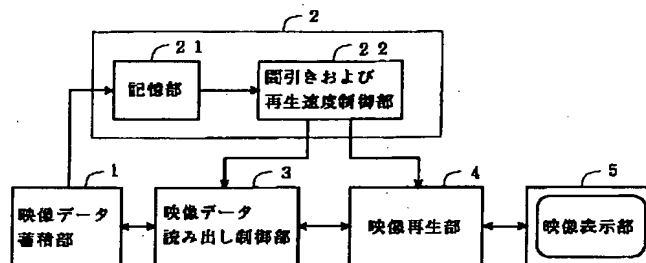 2
21
22
記憶部
間引きおよび
再生速度制御部
1
3
4
5
映像データ
蓄積部
映像データ
読み出し制御部
映像再生部
映像表示部